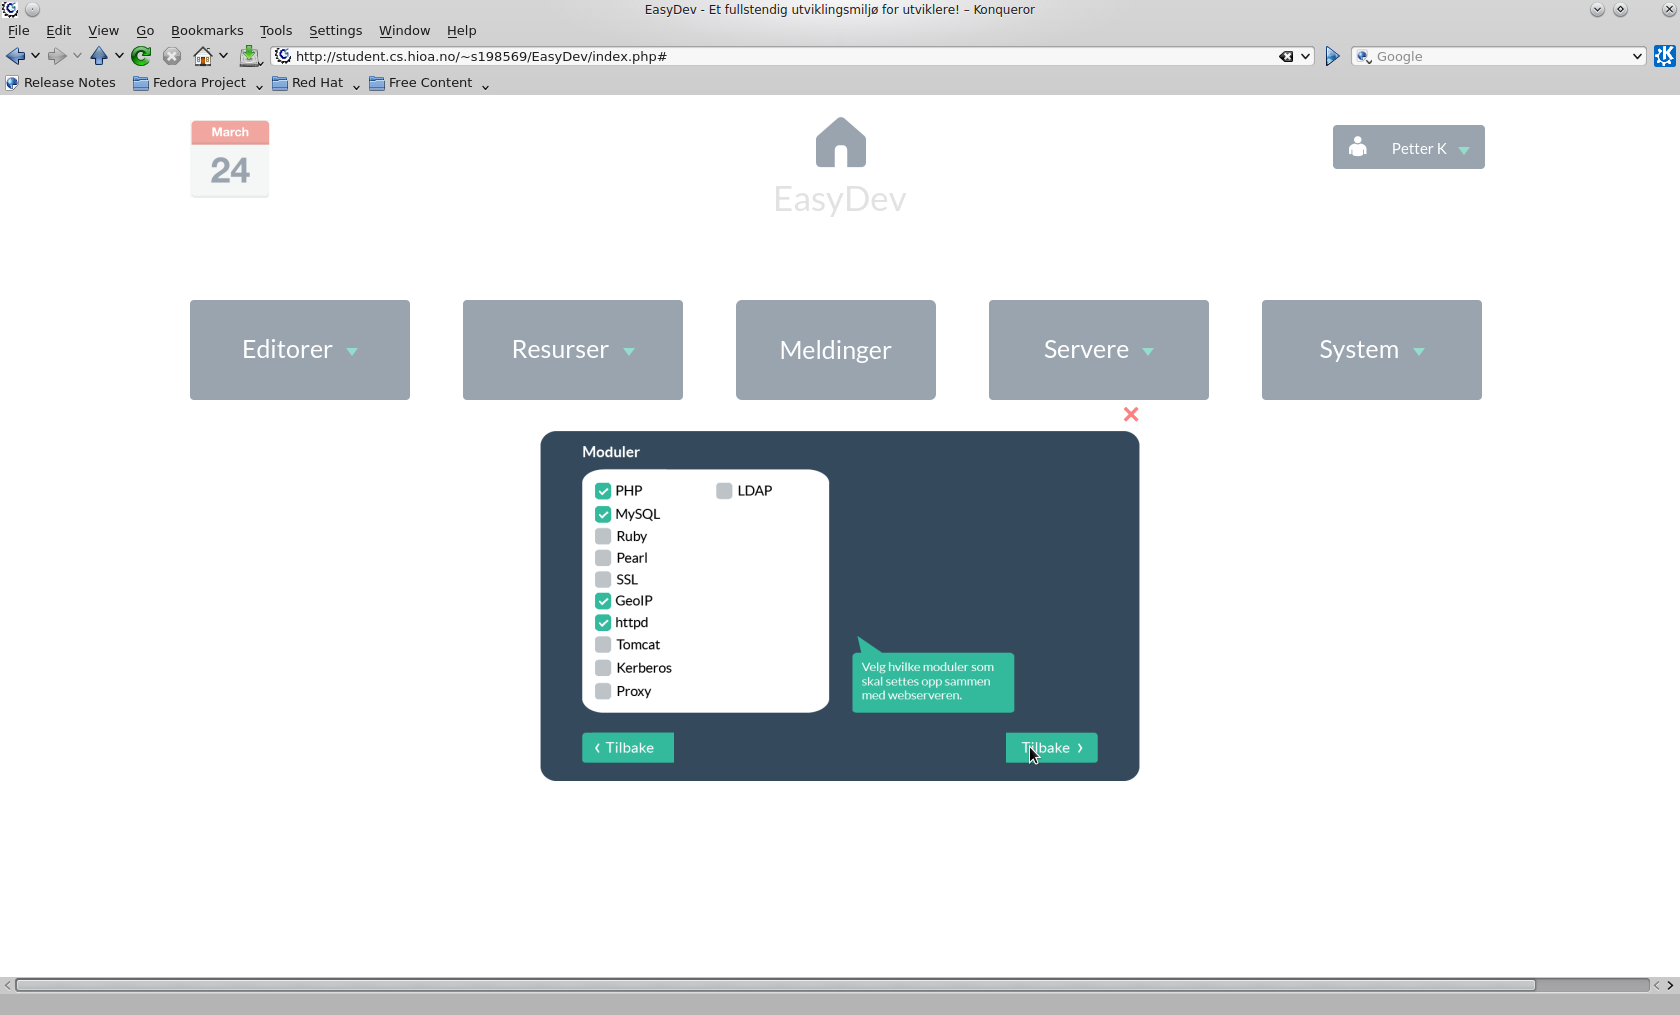 EasyDev - Et fullstendig utviklingsmiljø for utviklere! – Konqueror
File Edit View Go Bookmarks Tools Settings Window Help
http://student.cs.hioa.no/~s198569/EasyDev/index.php#
Google
Release Notes Fedora Project Red Hat Free Content
March
24
EasyDev
Petter K
Editorer Resurser Meldinger Servere System
Moduler
PHP LDAP
MySQL
Ruby
Pearl
SSL
GeoIP
httpd
Tomcat
Kerberos
Proxy
Velg hvilke moduler som
skal settes opp sammen
med webserveren.
‹ Tilbake
Tilbake ›